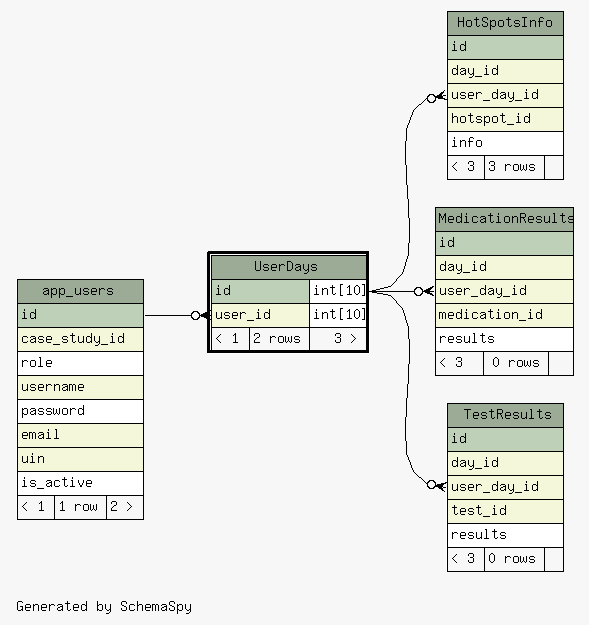 HotSpotsInfo
id
day_id
user_day_id
hotspot_id
info
< 3 3 rows
MedicationResults
id
day_id
user_day_id
medication_id
results
< 3 0 rows
UserDays
id int[10]
user_id int[10]
< 1 2 rows 3 >
app_users
id
case_study_id
role
username
password
email
uin
is_active
< 1 1 row 2 >
TestResults
id
day_id
user_day_id
test_id
results
< 3 0 rows
Generated by SchemaSpy